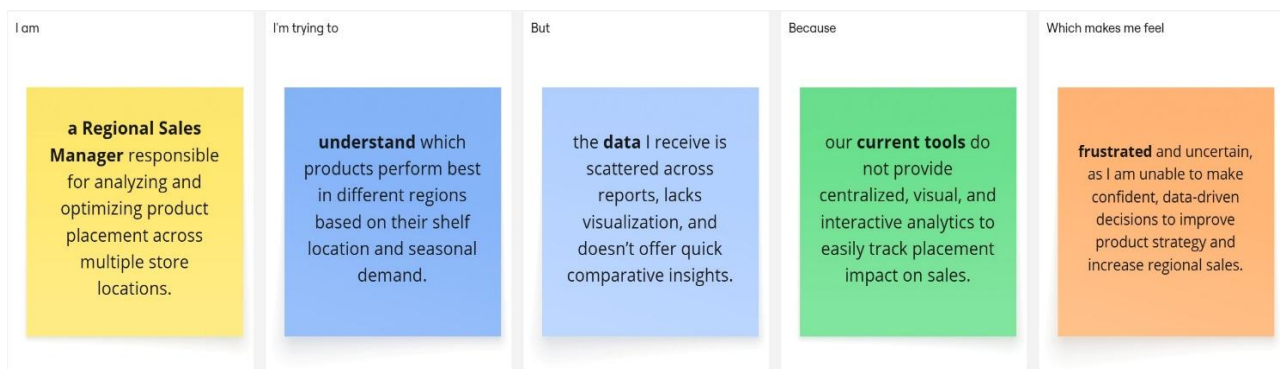 I am
a Regional Sales
Manager responsible
for analyzing and
optimizing product
placement across
multiple store
locations.
I'm trying to
understand which
products perform best
in different regions
based on their shelf
location and seasonal
demand.
But
the data I receive is
scattered across
reports, lacks
visualization, and
doesn’t offer quick
comparative insights.
Because
our current tools do
not provide
centralized, visual, and
interactive analytics to
easily track placement
impact on sales.
Which makes me feel
frustrated and uncertain,
as I am unable to make
confident, data-driven
decisions to improve
product strategy and
increase regional sales.